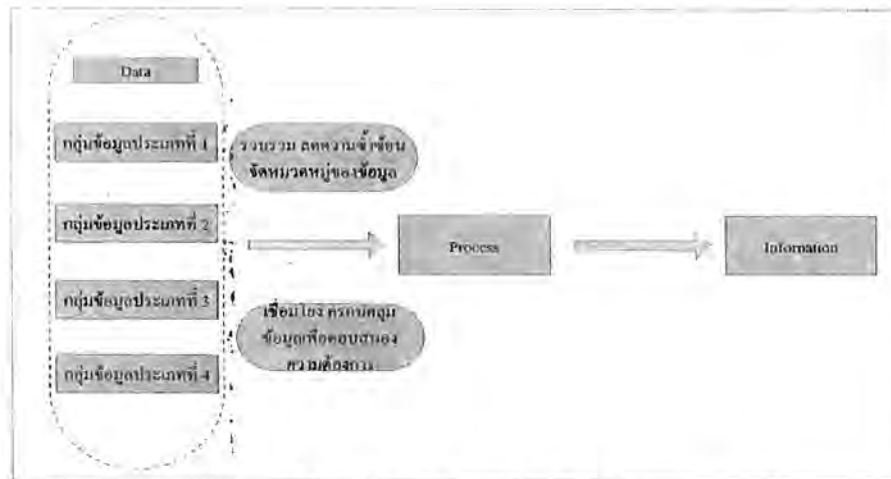 Data
กลุ่มข้อมูลประเภทที่ 1
รวบรวม ลดความซ้ำซ้อน
จัดหมวดหมู่ของข้อมูล
กลุ่มข้อมูลประเภทที่ 2
Process
Infornation
กลุ่มข้อมูลประเภทที่ 3
เชื่อมโยง ครอบคลุม
ข้อมูลเพื่อตอบสนอง
ความต้องการ
กลุ่มข้อมูลประเภทที่ 4